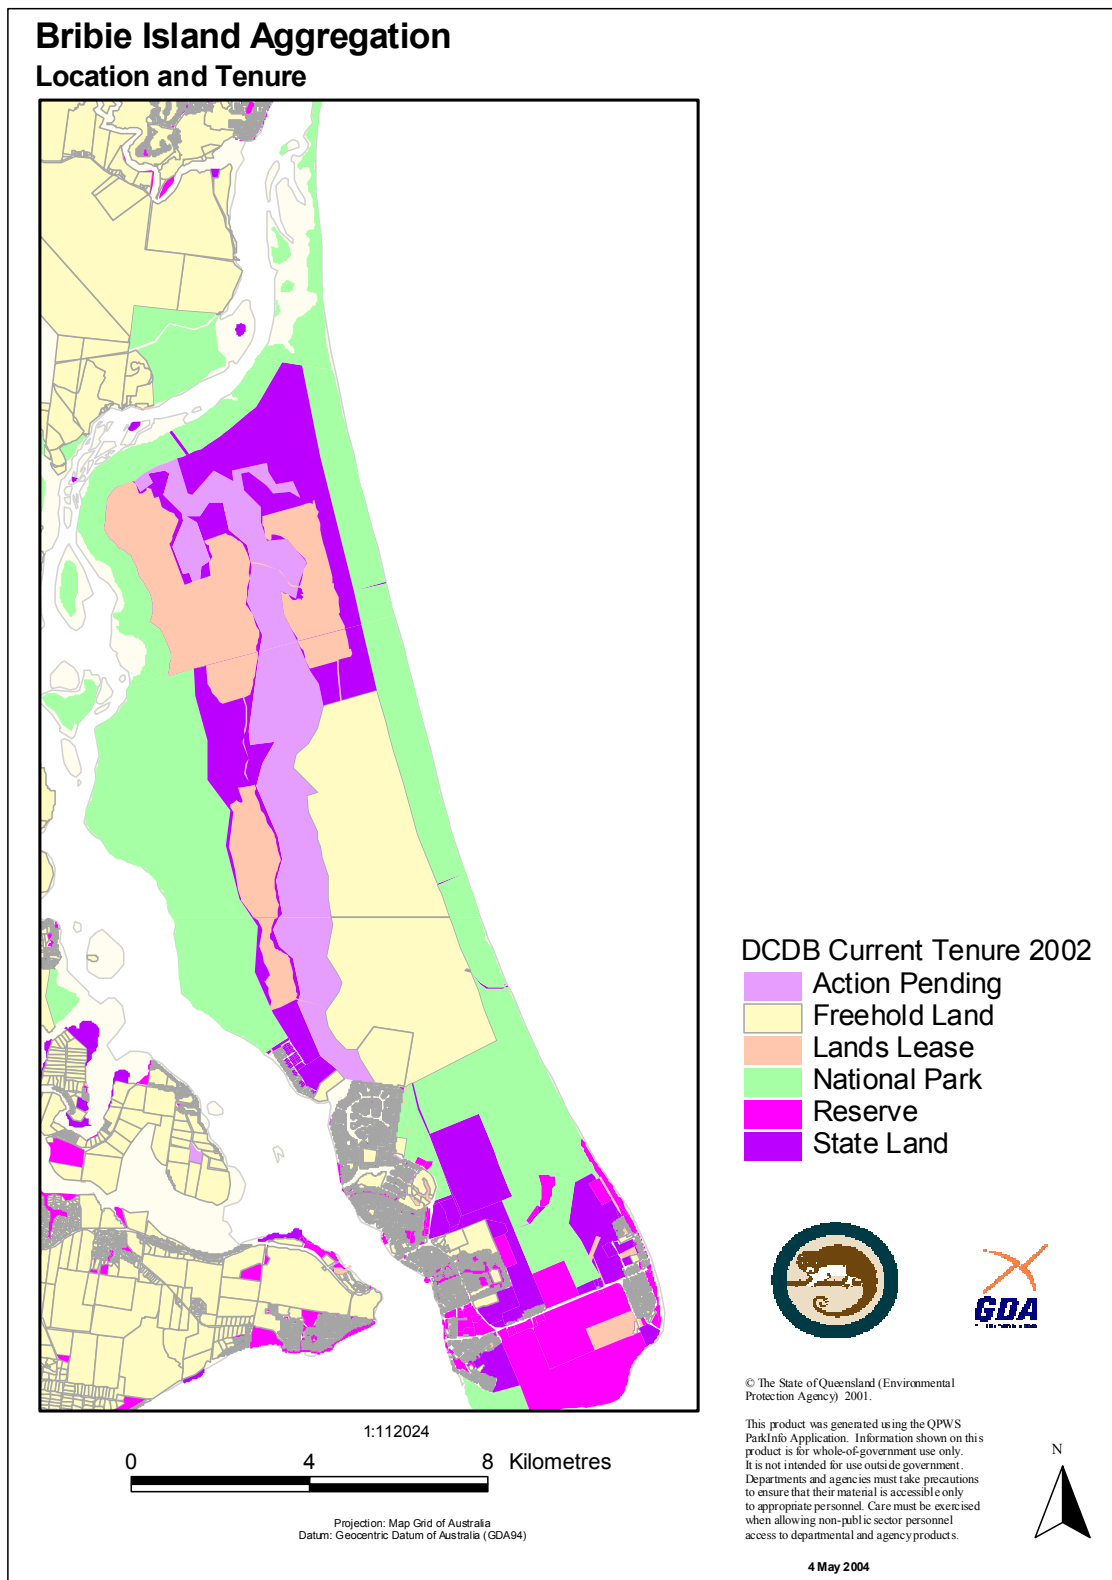 Bribie Island Aggregation
Location and Tenure
DCDB Current Tenure 2002
Action Pending
Freehold Land
Lands Lease
National Park
Reserve
State Land
GDA
© The State of Queensland (Environmental
Protection Agency) 2001.
This product was generated using the QPWS
ParkInfo Application. Information shown on this
product is for whole-of-government use only.
It is not intended for use outside government.
Departments and agencies must take precautions
to ensure that their material is accessible only
to appropriate personnel. Care must be exercised
when allowing non-public sector personnel
access to departmental and agency products.
N
4 May 2004
1:112024
0 4 8 Kilometres
Projection: Map Grid of Australia
Datum: Geocentric Datum of Australia (GDA94)